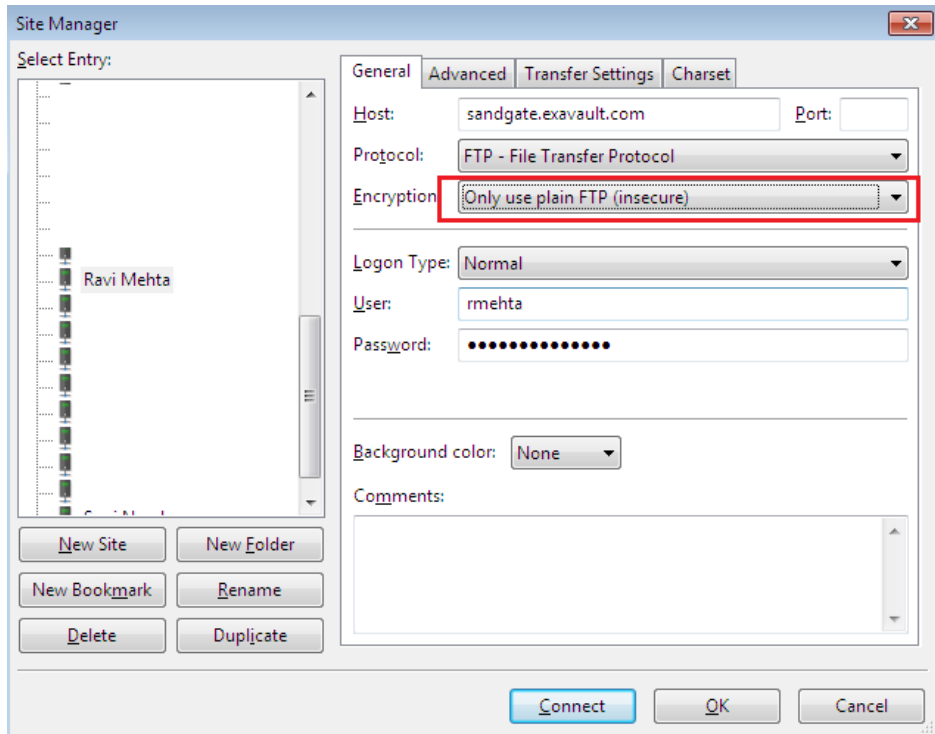 Site Manager
Select Entry:
Ravi Mehta
New Site
New Folder
New Bookmark
Rename
Delete
Duplicate
General
Advanced
Transfer Settings
Charset
Host:
sandgate.exavault.com
Port:
Protocol:
FTP - File Transfer Protocol
Encryption
Only use plain FTP (insecure)
Logon Type:
Normal
User:
rmehta
Password:
●●●●●●●●●●●●●●
Background color:
None
Comments:
Connect
OK
Cancel